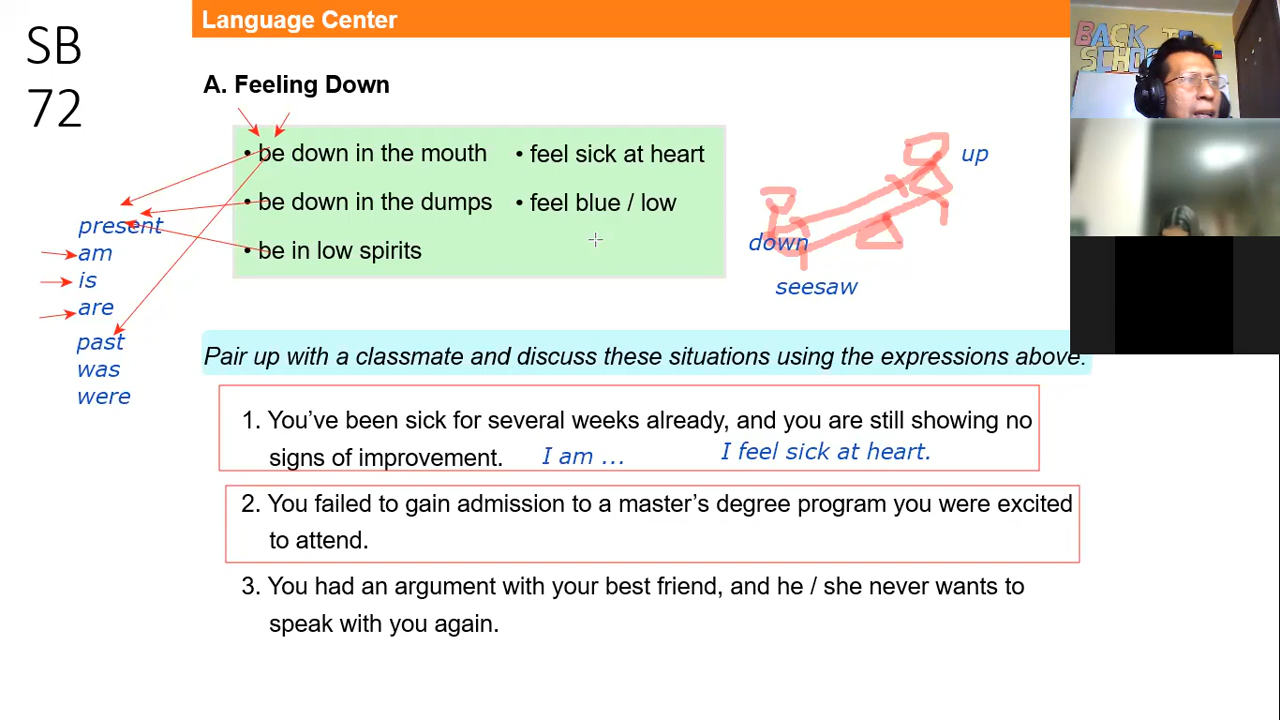 SB
72
Language Center
A. Feeling Down
• be down in the mouth
• be down in the dumps
• be in low spirits
• feel sick at heart
• feel blue / low
present
am
is
are
past
was
were
up
down
seesaw
Pair up with a classmate and discuss these situations using the expressions above.
1. You’ve been sick for several weeks already, and you are still showing no
signs of improvement.
I am ...
I feel sick at heart.
2. You failed to gain admission to a master’s degree program you were excited
to attend.
3. You had an argument with your best friend, and he / she never wants to
speak with you again.
BACK TO
SCHOOL